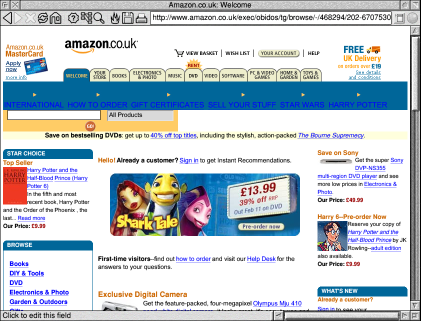 Amazon.co.uk: Welcome
http://www.amazon.co.uk/exec/obidos/tg/browse/-/468294/202-6707530
Amazon.co.uk
MasterCard
Apply now
more info
amazon.co.uk
VIEW BASKET | WISH LIST | YOUR ACCOUNT | HELP
FREE
UK Delivery
on orders over £19
see details and conditions
RENT
WELCOME
YOUR STORE
BOOKS
ELECTRONICS & PHOTO
MUSIC
DVD
VIDEO
SOFTWARE
PC & VIDEO GAMES
HOME & GARDEN
TOYS & GAMES
INTERNATIONAL HOW TO ORDER GIFT CERTIFICATES SELL YOUR STUFF STAR WARS HARRY POTTER
All Products
GO
Save on bestselling DVDs: get up to 40% off top titles, including the stylish, action-packed The Bourne Supremacy.
STAR CHOICE
Top Seller
HARRY POTTER
Harry Potter and the Half-Blood Prince (Harry Potter 6)
In the fifth and most recent book, Harry Potter and the Order of the Phoenix , the last... Read more
Our Price: £9.99
BROWSE
Books
DIY & Tools
DVD
Electronics & Photo
Garden & Outdoors
Hello! Already a customer? Sign in to get Instant Recommendations.
Shark Tale
£13.99
39% off RRP
Out Feb 11 on DVD
Pre-order now
First-time visitors--find out how to order and visit our Help Desk for the answers to your questions.
Exclusive Digital Camera
Get the feature-packed, four-megapixel Olympus Mju 410
Save on Sony
Get the super Sony DVP-NS355 multi-region DVD player and see more low prices in Electronics & Photo.
Our Price: £49.99
Harry 6--Pre-order Now
Reserve your copy of Harry Potter and the Half-Blood Prince by JK Rowling--adult edition also available.
Our Price: £9.99
WHAT'S NEW
Already a customer?
Sign in to see your
Click to edit this field